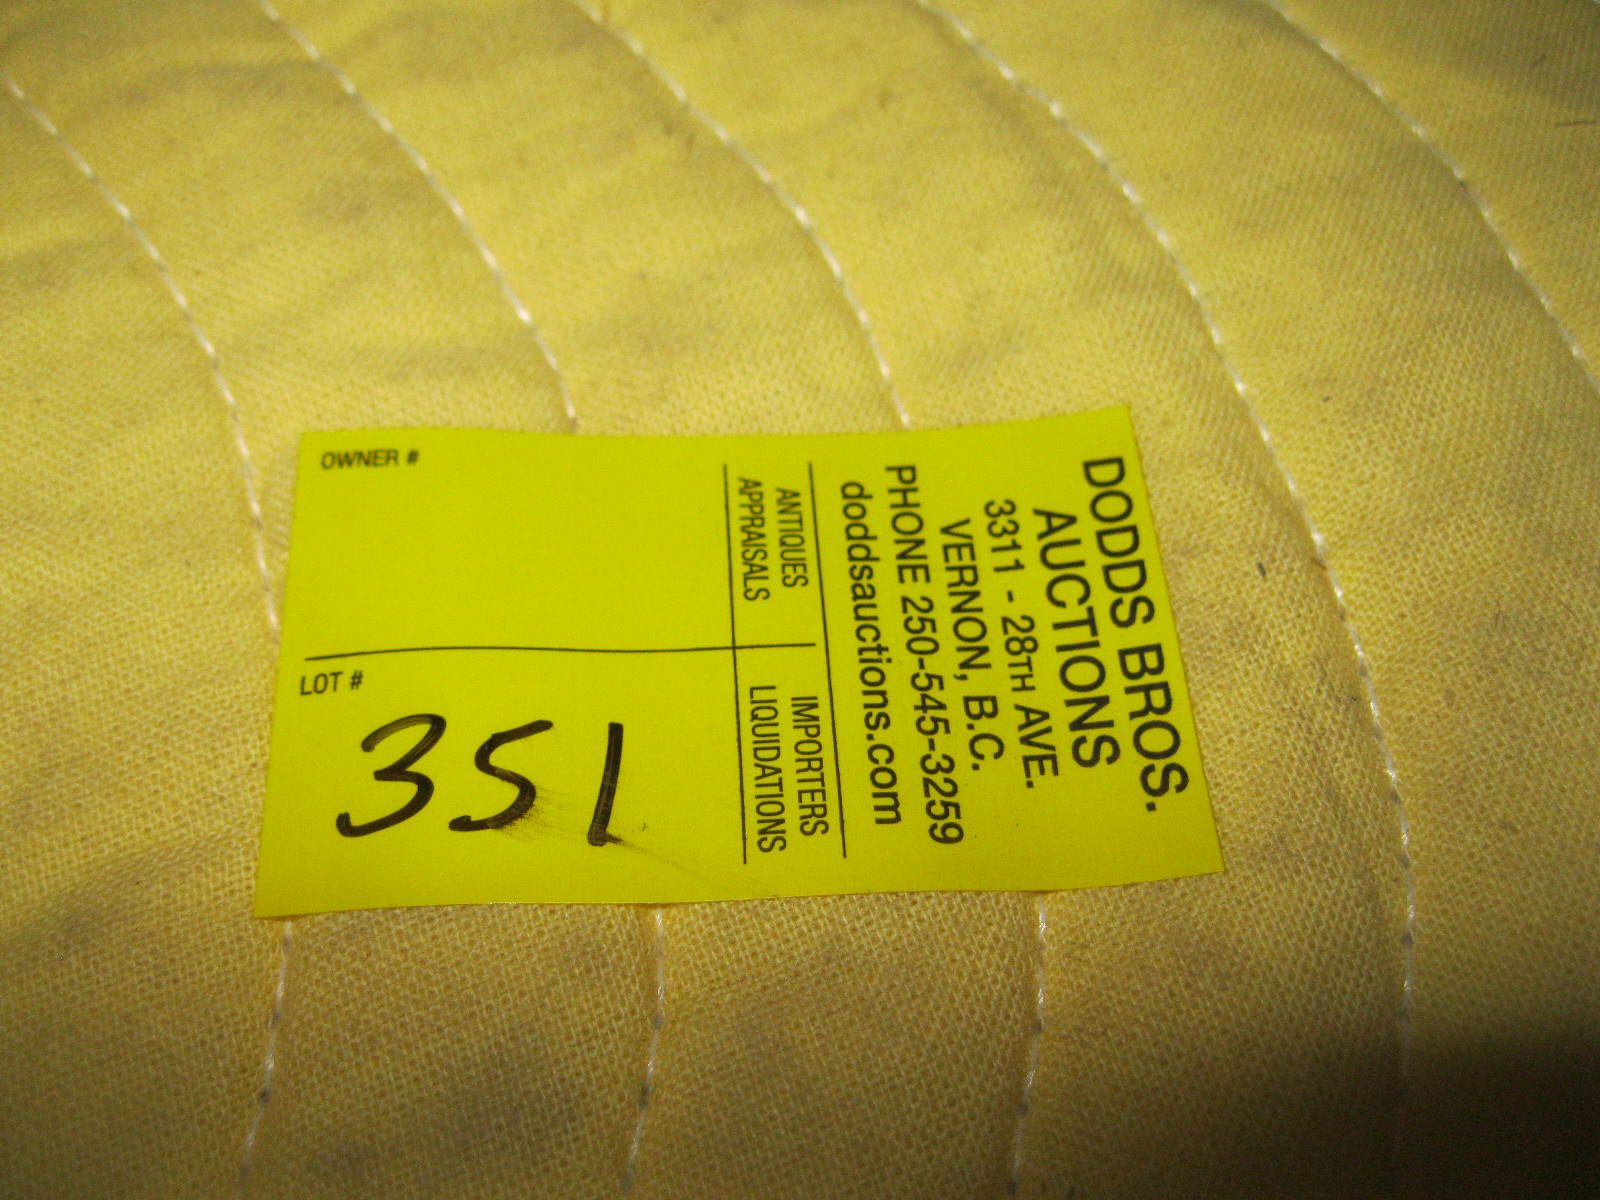 DODDS BROS.
AUCTIONS
3311 - 28TH AVE.
VERNON, B.C.
PHONE 250-545-3259
doddsauctions.com
ANTIQUES
APPRAISALS
IMPORTERS
LIQUIDATIONS
OWNER #
LOT #
351